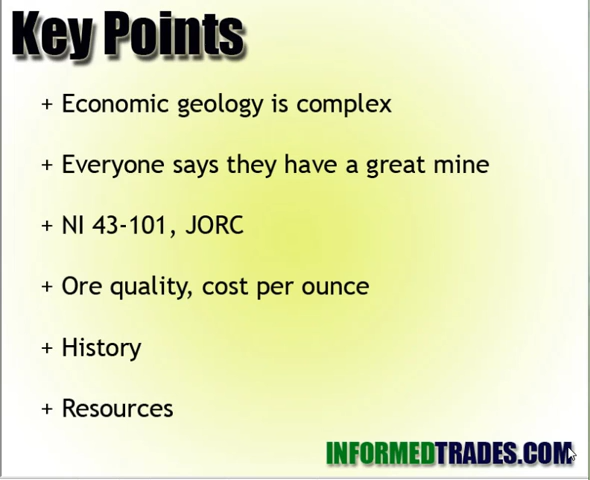 Key Points
+ Economic geology is complex
+ Everyone says they have a great mine
+ NI 43-101, JORC
+ Ore quality, cost per ounce
+ History
+ Resources
INFORMEDTRADES.COM